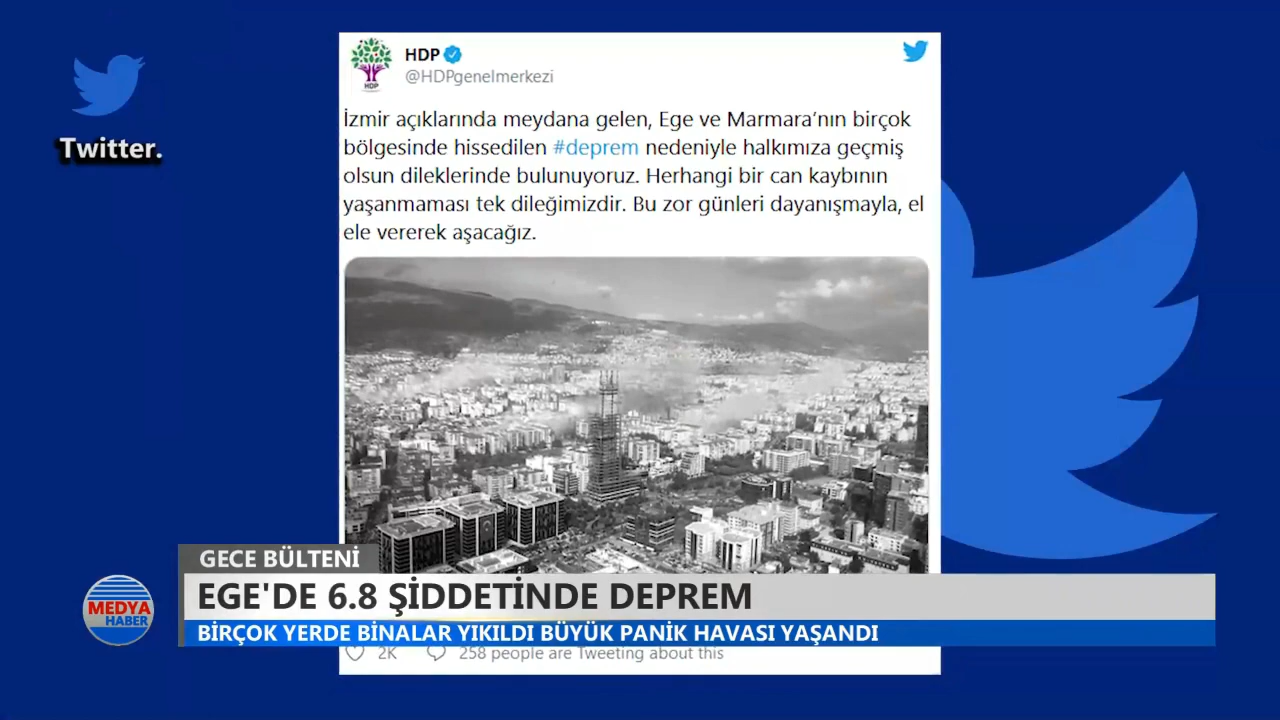 Twitter.
HDP
@HDPgenelmerkezi
İzmir açıklarında meydana gelen, Ege ve Marmara'nın birçok
bölgesinde hissedilen #deprem nedeniyle halkımıza geçmiş
olsun dileklerinde bulunuyoruz. Herhangi bir can kaybının
yaşanmaması tek dileğimizdir. Bu zor günleri dayanışmayla, el
ele vererek aşacağız.
GECE BÜLTENİ
EGE'DE 6.8 ŞİDDETİNDE DEPREM
BİRÇOK YERDE BİNALAR YIKILDI BÜYÜK PANİK HAVASI YAŞANDI
MEDYA
HABER
2K 258 people are Tweeting about this